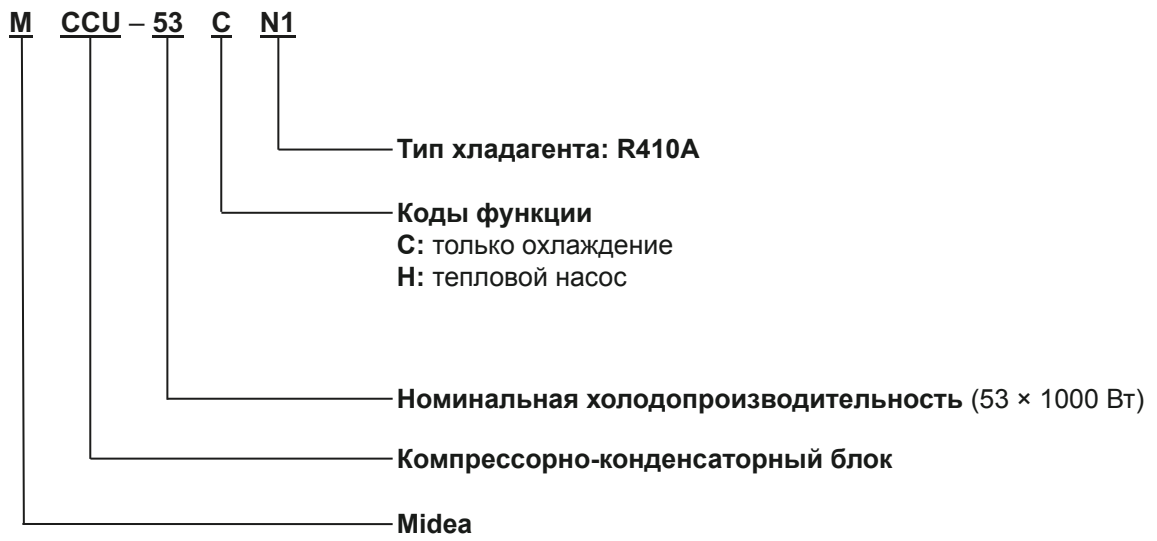 M CCU – 53 C N1
Тип хладагента: R410A
Коды функции
C: только охлаждение
H: тепловой насос
Номинальная холодопроизводительность (53 × 1000 Вт)
Компрессорно-конденсаторный блок
Midea